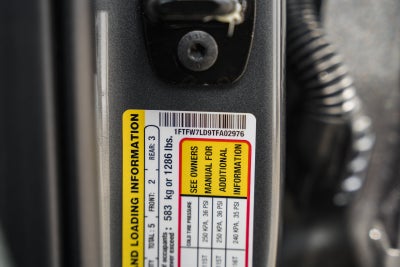 1FTFW7LD9TFA02976
AND LOADING INFORMATION
TOTAL: 5 FRONT: 2 REAR: 3
583 kg or 1286 lbs.
SEE OWNERS
MANUAL FOR
ADDITIONAL
INFORMATION
COLD TIRE PRESSURE
250 KPA, 36 PSI
250 KPA, 36 PSI
240 KPA, 35 PSI